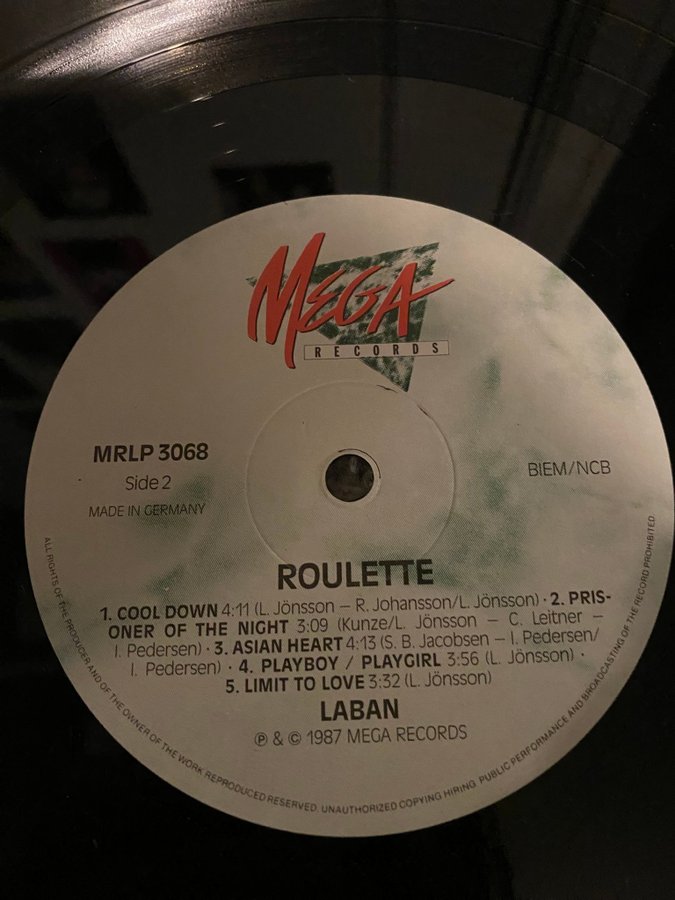 MEGA
RECORDS
MRLP 3068
Side 2
MADE IN GERMANY
BIEM/NCB
ROULETTE
1. COOL DOWN 4:11 (L. Jönsson – R. Johansson/L. Jönsson) · 2. PRIS-
ONER OF THE NIGHT 3:09 (Kunze/L. Jönsson – C. Leitner –
I. Pedersen) · 3. ASIAN HEART 4:13 (S. B. Jacobsen – I. Pedersen/
I. Pedersen) · 4. PLAYBOY / PLAYGIRL 3:56 (L. Jönsson) ·
5. LIMIT TO LOVE 3:32 (L. Jönsson)
LABAN
℗ & © 1987 MEGA RECORDS
ALL RIGHTS OF THE PRODUCER AND OF THE OWNER OF THE WORK REPRODUCED RESERVED. UNAUTHORIZED COPYING HIRING PUBLIC PERFORMANCE AND BROADCASTING OF THE RECORD PROHIBITED